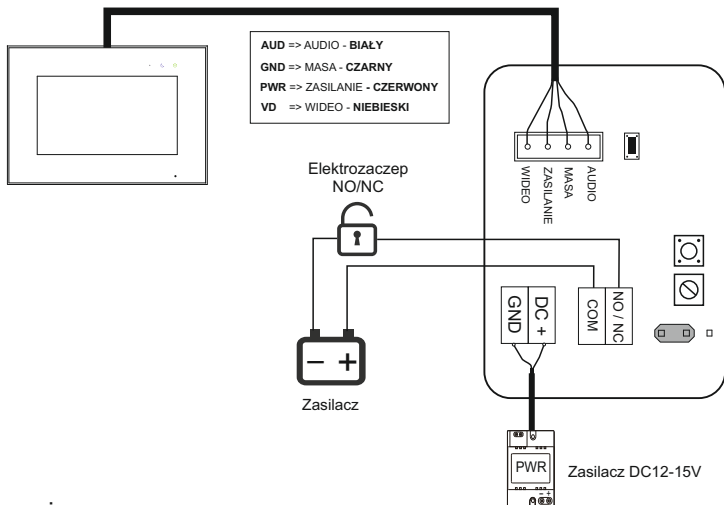 AUD => AUDIO - BIAŁY
GND => MASA - CZARNY
PWR => ZASILANIE - CZERWONY
VD => WIDEO - NIEBIESKI
WIDEO
ZASILANIE
MASA
AUDIO
Elektrozaczep
NO/NC
GND
DC +
COM
NO / NC
Zasilacz
PWR
Zasilacz DC12-15V